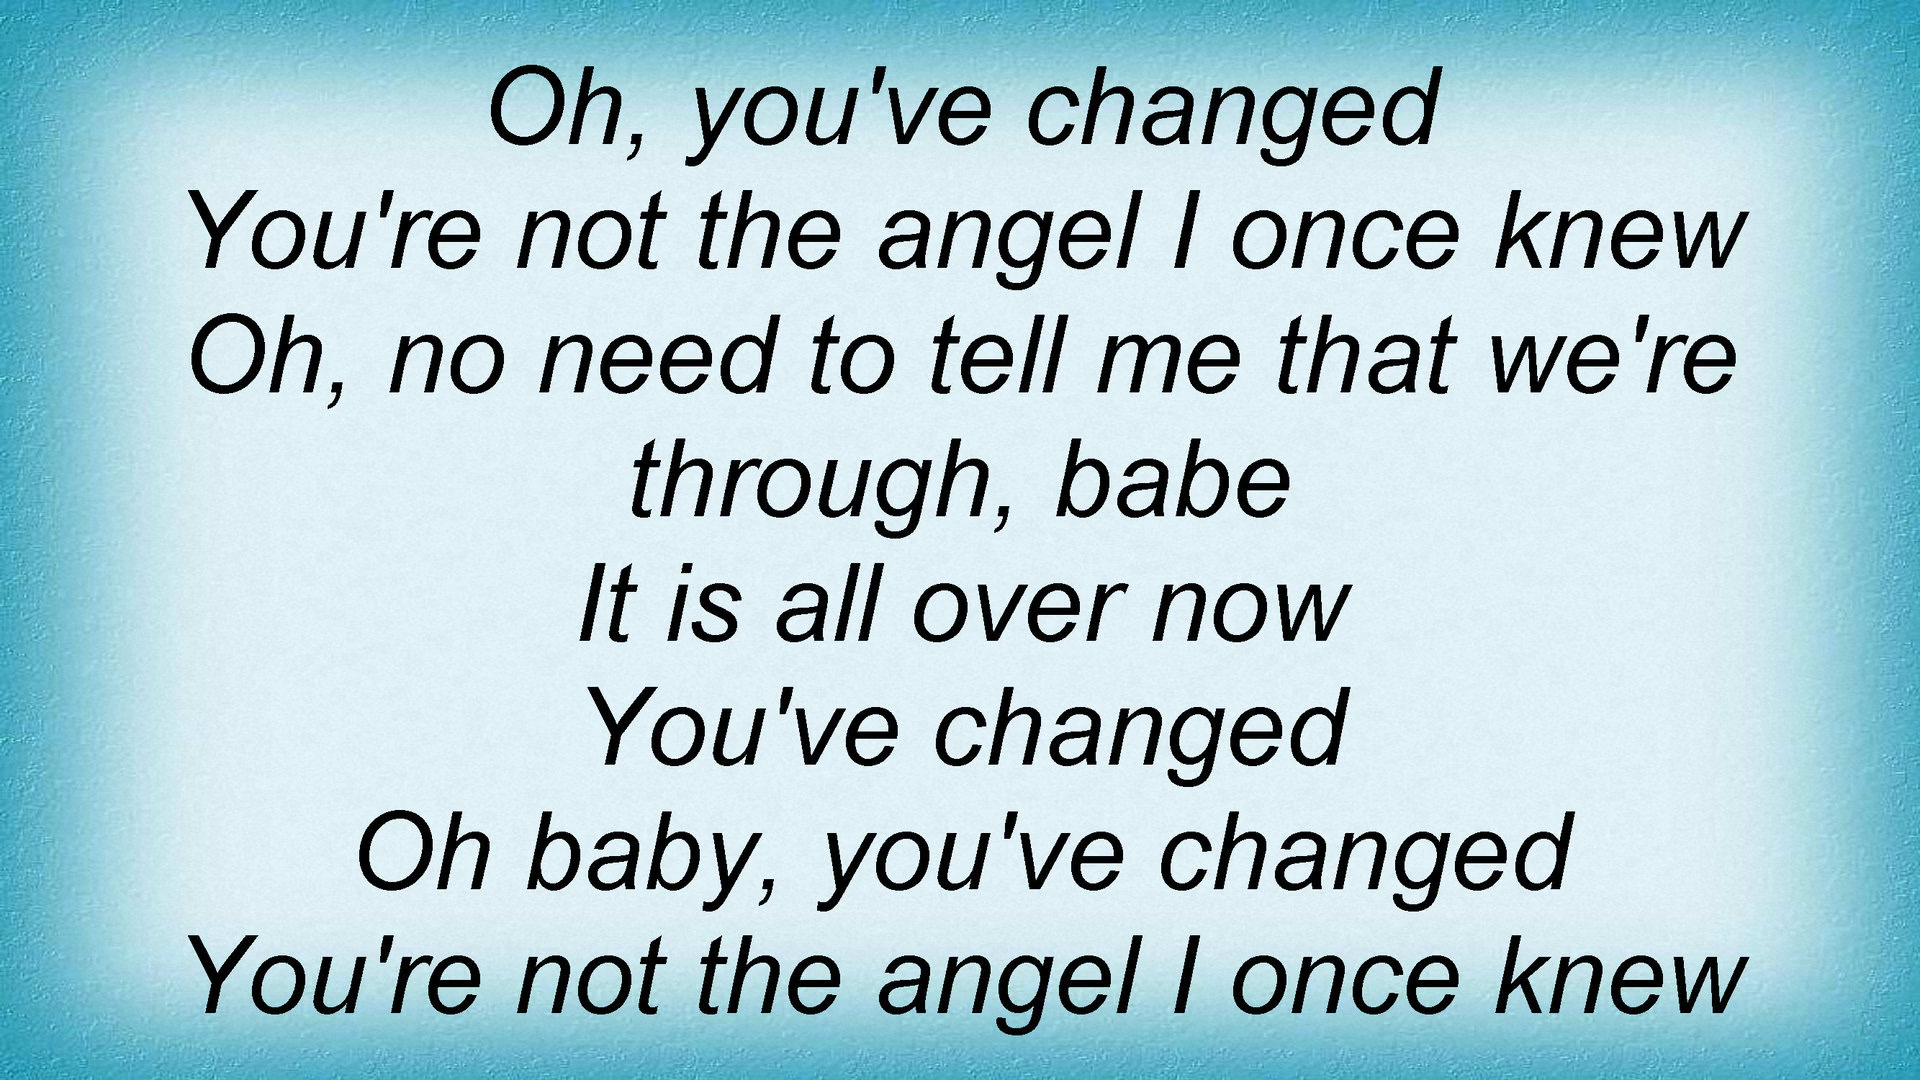 Oh, you've changed
You're not the angel I once knew
Oh, no need to tell me that we're
through, babe
It is all over now
You've changed
Oh baby, you've changed
You're not the angel I once knew